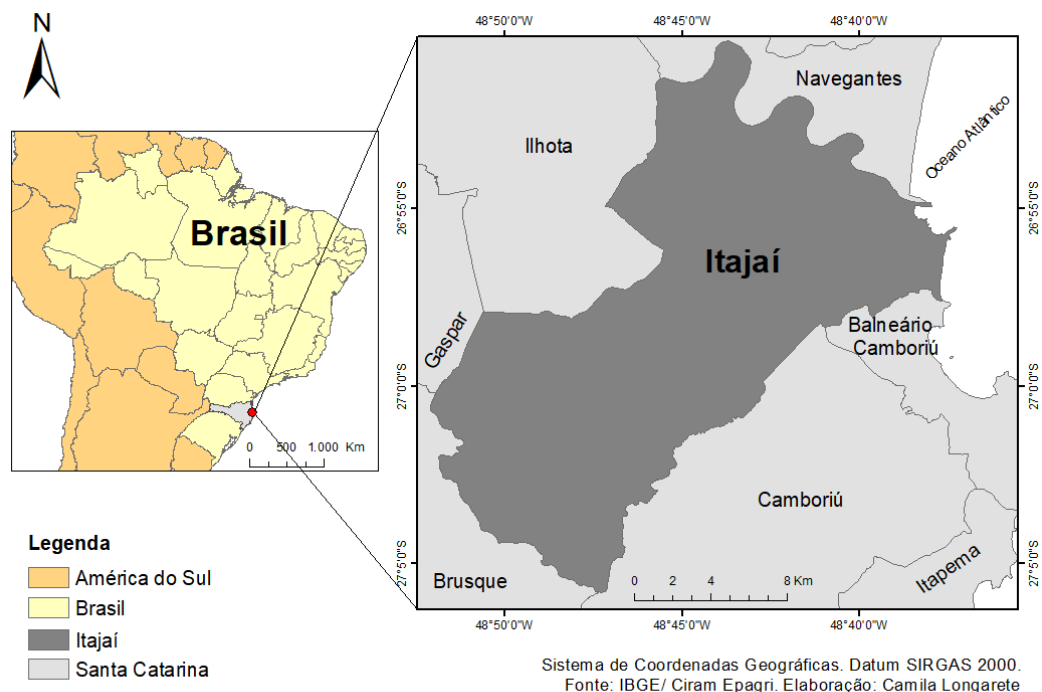 N
48°50'0"W
48°45'0"W
48°40'0"W
Navegantes
Oceano Atlântico
Ilhota
Brasil
26°55'0"S
26°55'0"S
Itajaí
Balneário
Camboriú
Gaspar
27°0'0"S
27°0'0"S
0 500 1.000 Km
Camboriú
Legenda
América do Sul
Brasil
Itajaí
Santa Catarina
27°5'0"S
27°5'0"S
Brusque
0 2 4 8 Km
Itapema
48°50'0"W
48°45'0"W
48°40'0"W
Sistema de Coordenadas Geográficas. Datum SIRGAS 2000.
Fonte: IBGE/ Ciram Epagri. Elaboração: Camila Longarete